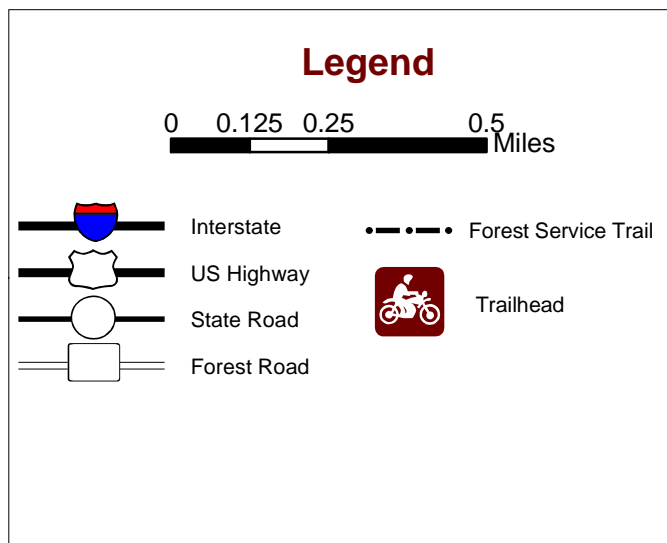 Legend
0 0.125 0.25 0.5
Miles
Interstate
US Highway
State Road
Forest Road
Forest Service Trail
Trailhead